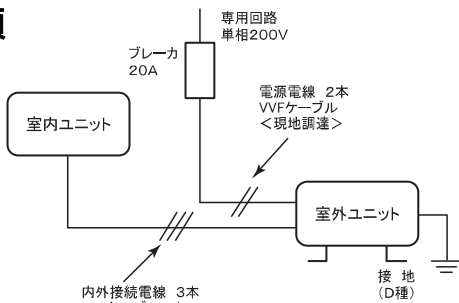 専用回路
単相200V
ブレーカ
20A
電源電線 2本
VVFケーブル
＜現地調達＞
室内ユニット
室外ユニット
接 地
（D種）
内外接続電線 3本